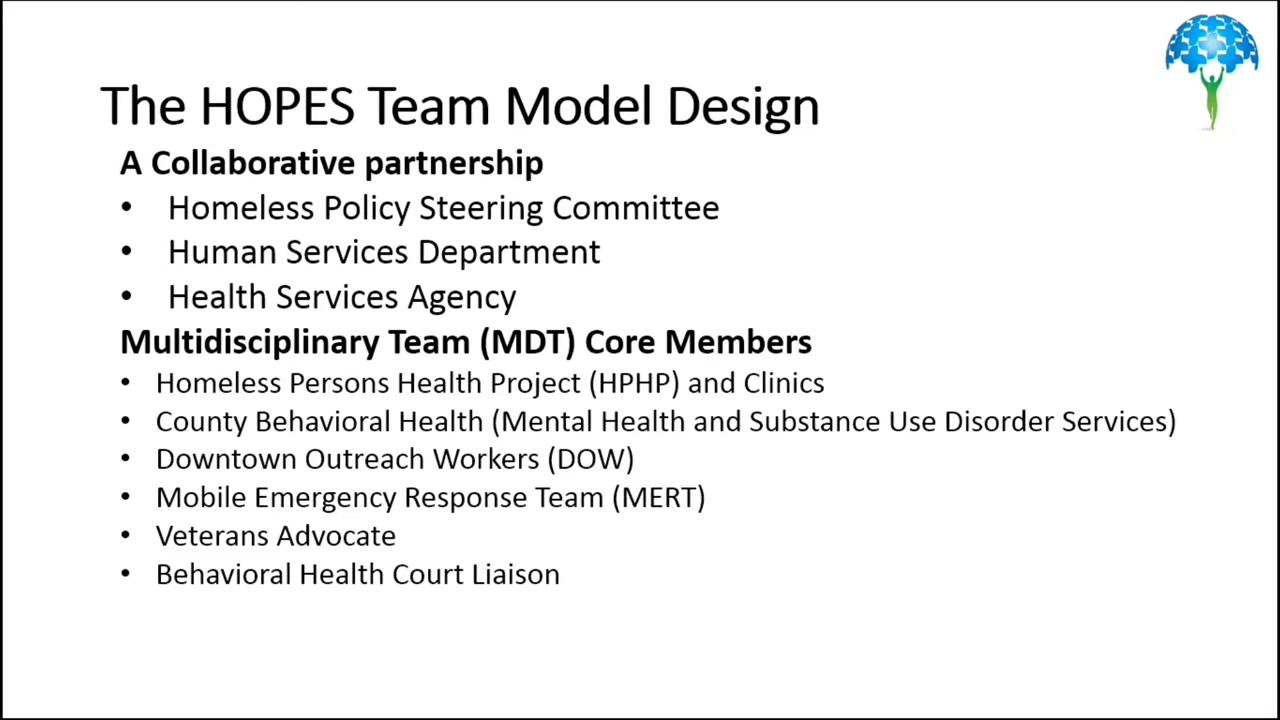 The HOPES Team Model Design
A Collaborative partnership
• Homeless Policy Steering Committee
• Human Services Department
• Health Services Agency
Multidisciplinary Team (MDT) Core Members
• Homeless Persons Health Project (HPHP) and Clinics
• County Behavioral Health (Mental Health and Substance Use Disorder Services)
• Downtown Outreach Workers (DOW)
• Mobile Emergency Response Team (MERT)
• Veterans Advocate
• Behavioral Health Court Liaison